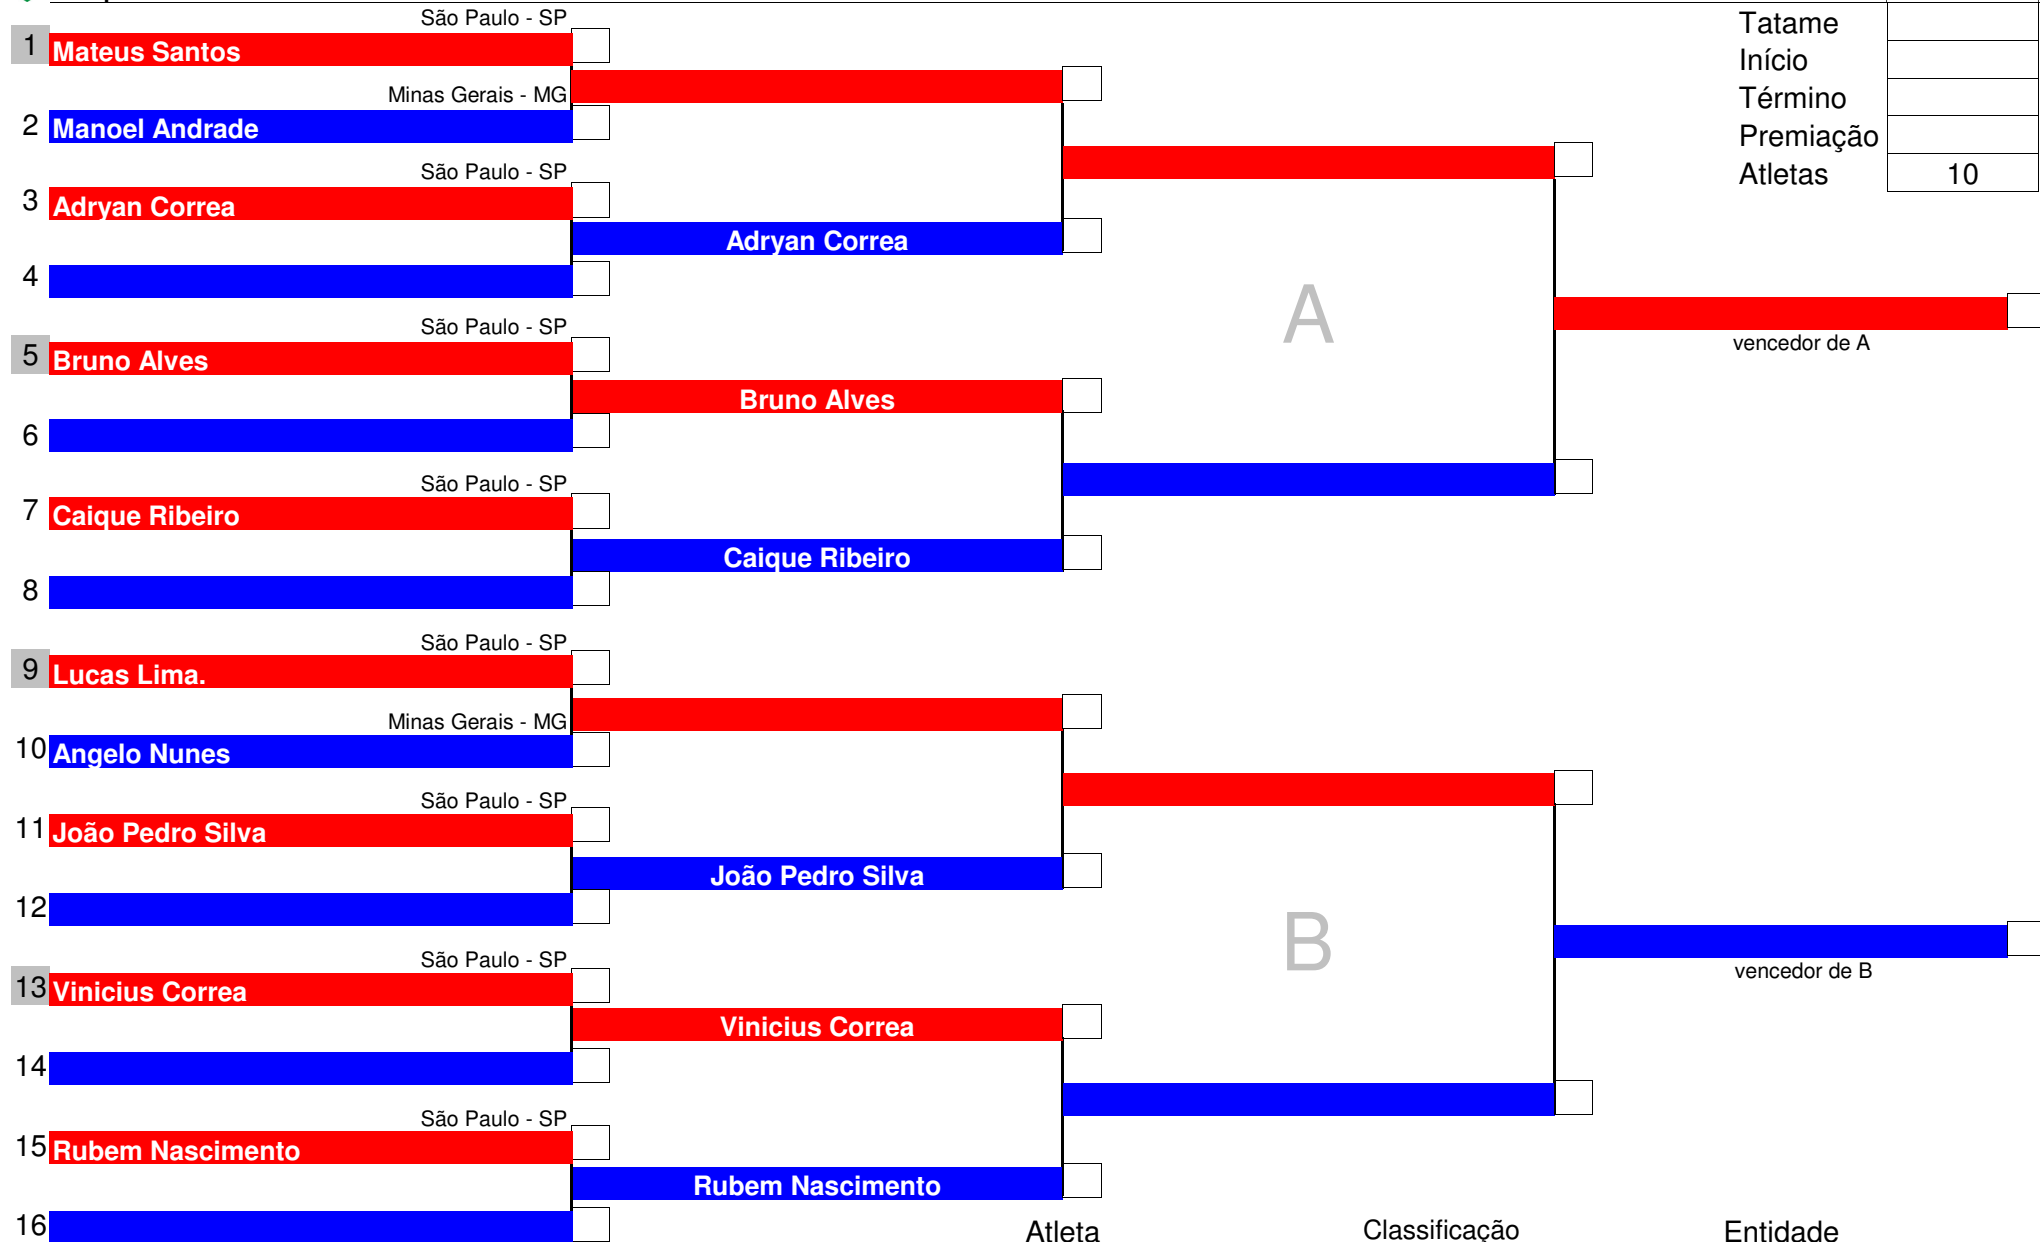 São Paulo - SP
1 Mateus Santos
Minas Gerais - MG
2 Manoel Andrade
São Paulo - SP
3 Adryan Correa
Adryan Correa
4
São Paulo - SP
5 Bruno Alves
Bruno Alves
6
São Paulo - SP
7 Caique Ribeiro
Caique Ribeiro
8
São Paulo - SP
9 Lucas Lima.
Minas Gerais - MG
10 Angelo Nunes
São Paulo - SP
11 João Pedro Silva
João Pedro Silva
12
São Paulo - SP
13 Vinicius Correa
Vinicius Correa
14
São Paulo - SP
15 Rubem Nascimento
Rubem Nascimento
16
A
B
vencedor de A
vencedor de B
Tatame
Início
Término
Premiação
Atletas 10
Atleta Classificação Entidade